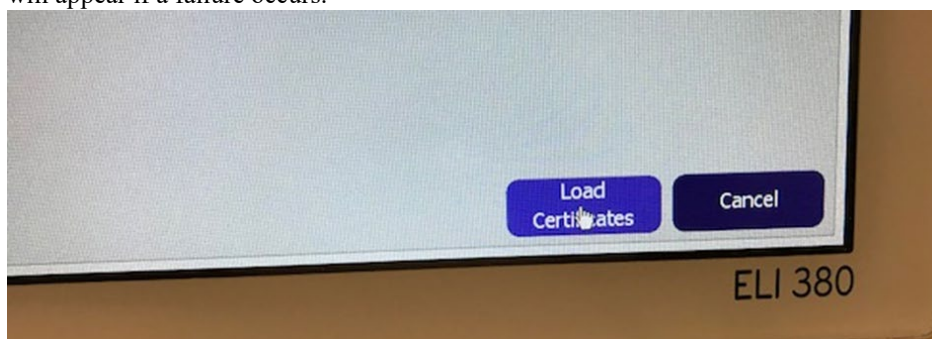 will appear if a failure occurs.
Load
Certificates
Cancel
ELI 380